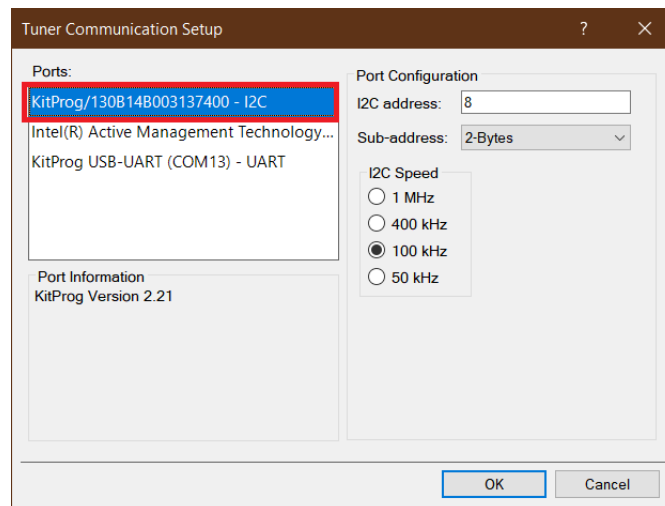 Tuner Communication Setup
Ports:
KitProg/130B14B003137400 - I2C
Intel(R) Active Management Technology...
KitProg USB-UART (COM13) - UART
Port Information
KitProg Version 2.21
Port Configuration
I2C address: 8
Sub-address: 2-Bytes
I2C Speed
1 MHz
400 kHz
100 kHz
50 kHz
OK Cancel